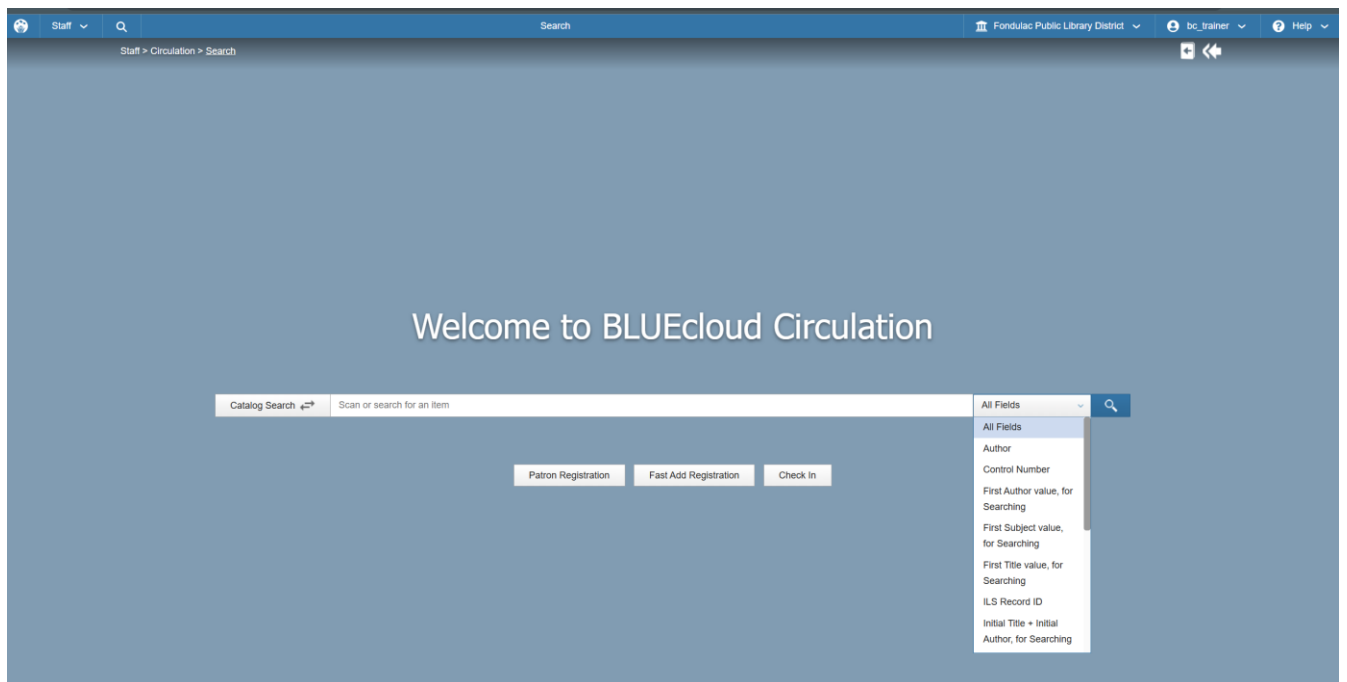 Staff Search Fondulac Public Library District bc_trainer Help
Staff > Circulation > Search
Welcome to BLUEcloud Circulation
Catalog Search Scan or search for an item All Fields
All Fields
Author
Control Number
First Author value, for
Searching
First Subject value,
for Searching
First Title value, for
Searching
ILS Record ID
Initial Title + Initial
Author, for Searching
Patron Registration Fast Add Registration Check In